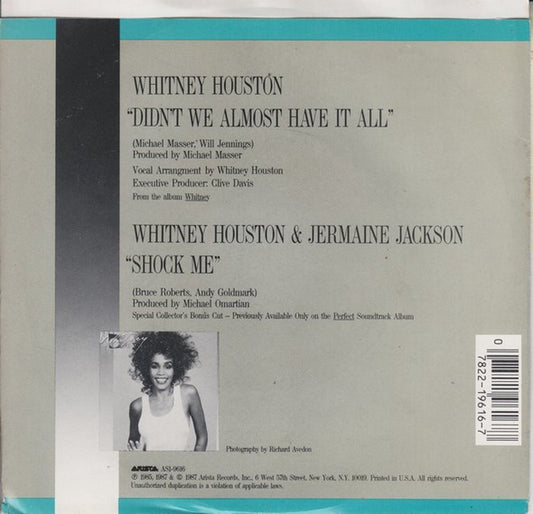 WHITNEY HOUSTON
“DIDN'T WE ALMOST HAVE IT ALL”
(Michael Masser, Will Jennings)
Produced by Michael Masser
Vocal Arrangment by Whitney Houston
Executive Producer: Clive Davis
From the album Whitney
WHITNEY HOUSTON & JERMAINE JACKSON
“SHOCK ME”
(Bruce Roberts, Andy Goldmark)
Produced by Michael Omartian
Special Collector's Bonus Cut – Previously Available Only on the Perfect Soundtrack Album
Whitney
0 7822-19616-7
Photography by Richard Avedon
ARISTA AS1-9616
℗ 1985, 1987 & © 1987 Arista Records, Inc., 6 West 57th Street, New York, N.Y. 10019. Printed in U.S.A. All rights reserved.
Unauthorized duplication is a violation of applicable laws.